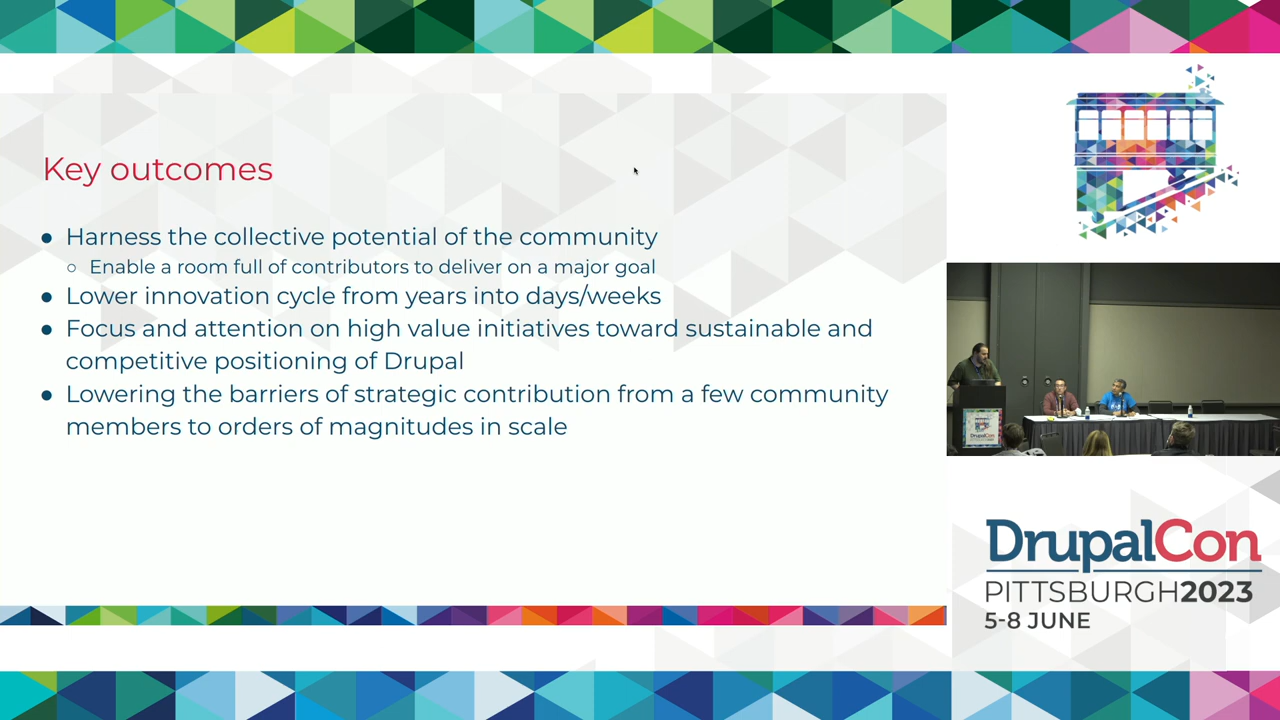 Key outcomes
● Harness the collective potential of the community
○ Enable a room full of contributors to deliver on a major goal
● Lower innovation cycle from years into days/weeks
● Focus and attention on high value initiatives toward sustainable and
competitive positioning of Drupal
● Lowering the barriers of strategic contribution from a few community
members to orders of magnitudes in scale
DrupalCon
DrupalCon
PITTSBURGH2023
5-8 JUNE